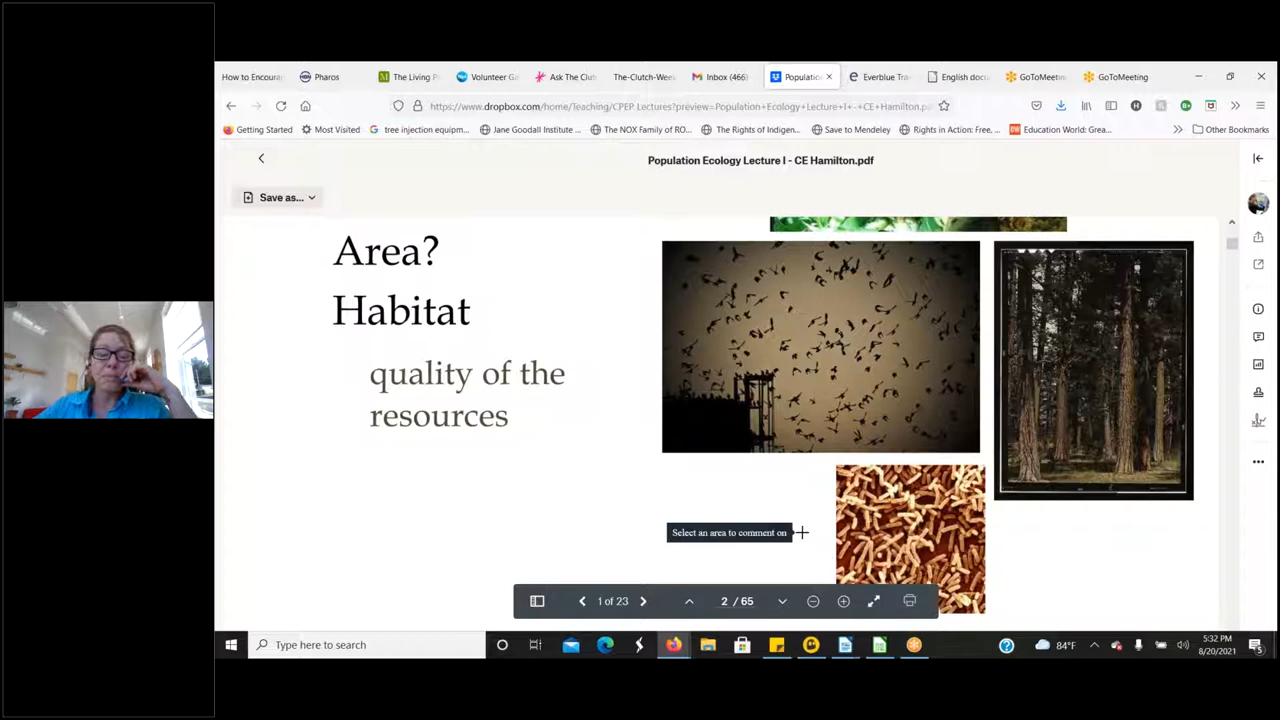 How to Encoura
Pharos
The Living P
Volunteer Ga
Ask The Clut
The-Clutch-Week
Inbox (466)
Populatio
Everblue Tra
English docu
GoToMeetin
GoToMeeting
https://www.dropbox.com/home/Teaching/CPEP Lectures?preview=Population+Ecology+Lecture+I+-+CE+Hamilton.pd
Getting Started
Most Visited
tree injection equipm...
Jane Goodall Institute ...
The NOX Family of RO...
The Rights of Indigen...
Save to Mendeley
Rights in Action: Free, ...
Education World: Grea...
Other Bookmarks
Population Ecology Lecture I - CE Hamilton.pdf
Save as...
Area?
Habitat
quality of the
resources
Select an area to comment on
1 of 23
2 / 65
Type here to search
84°F
5:32 PM
8/20/2021